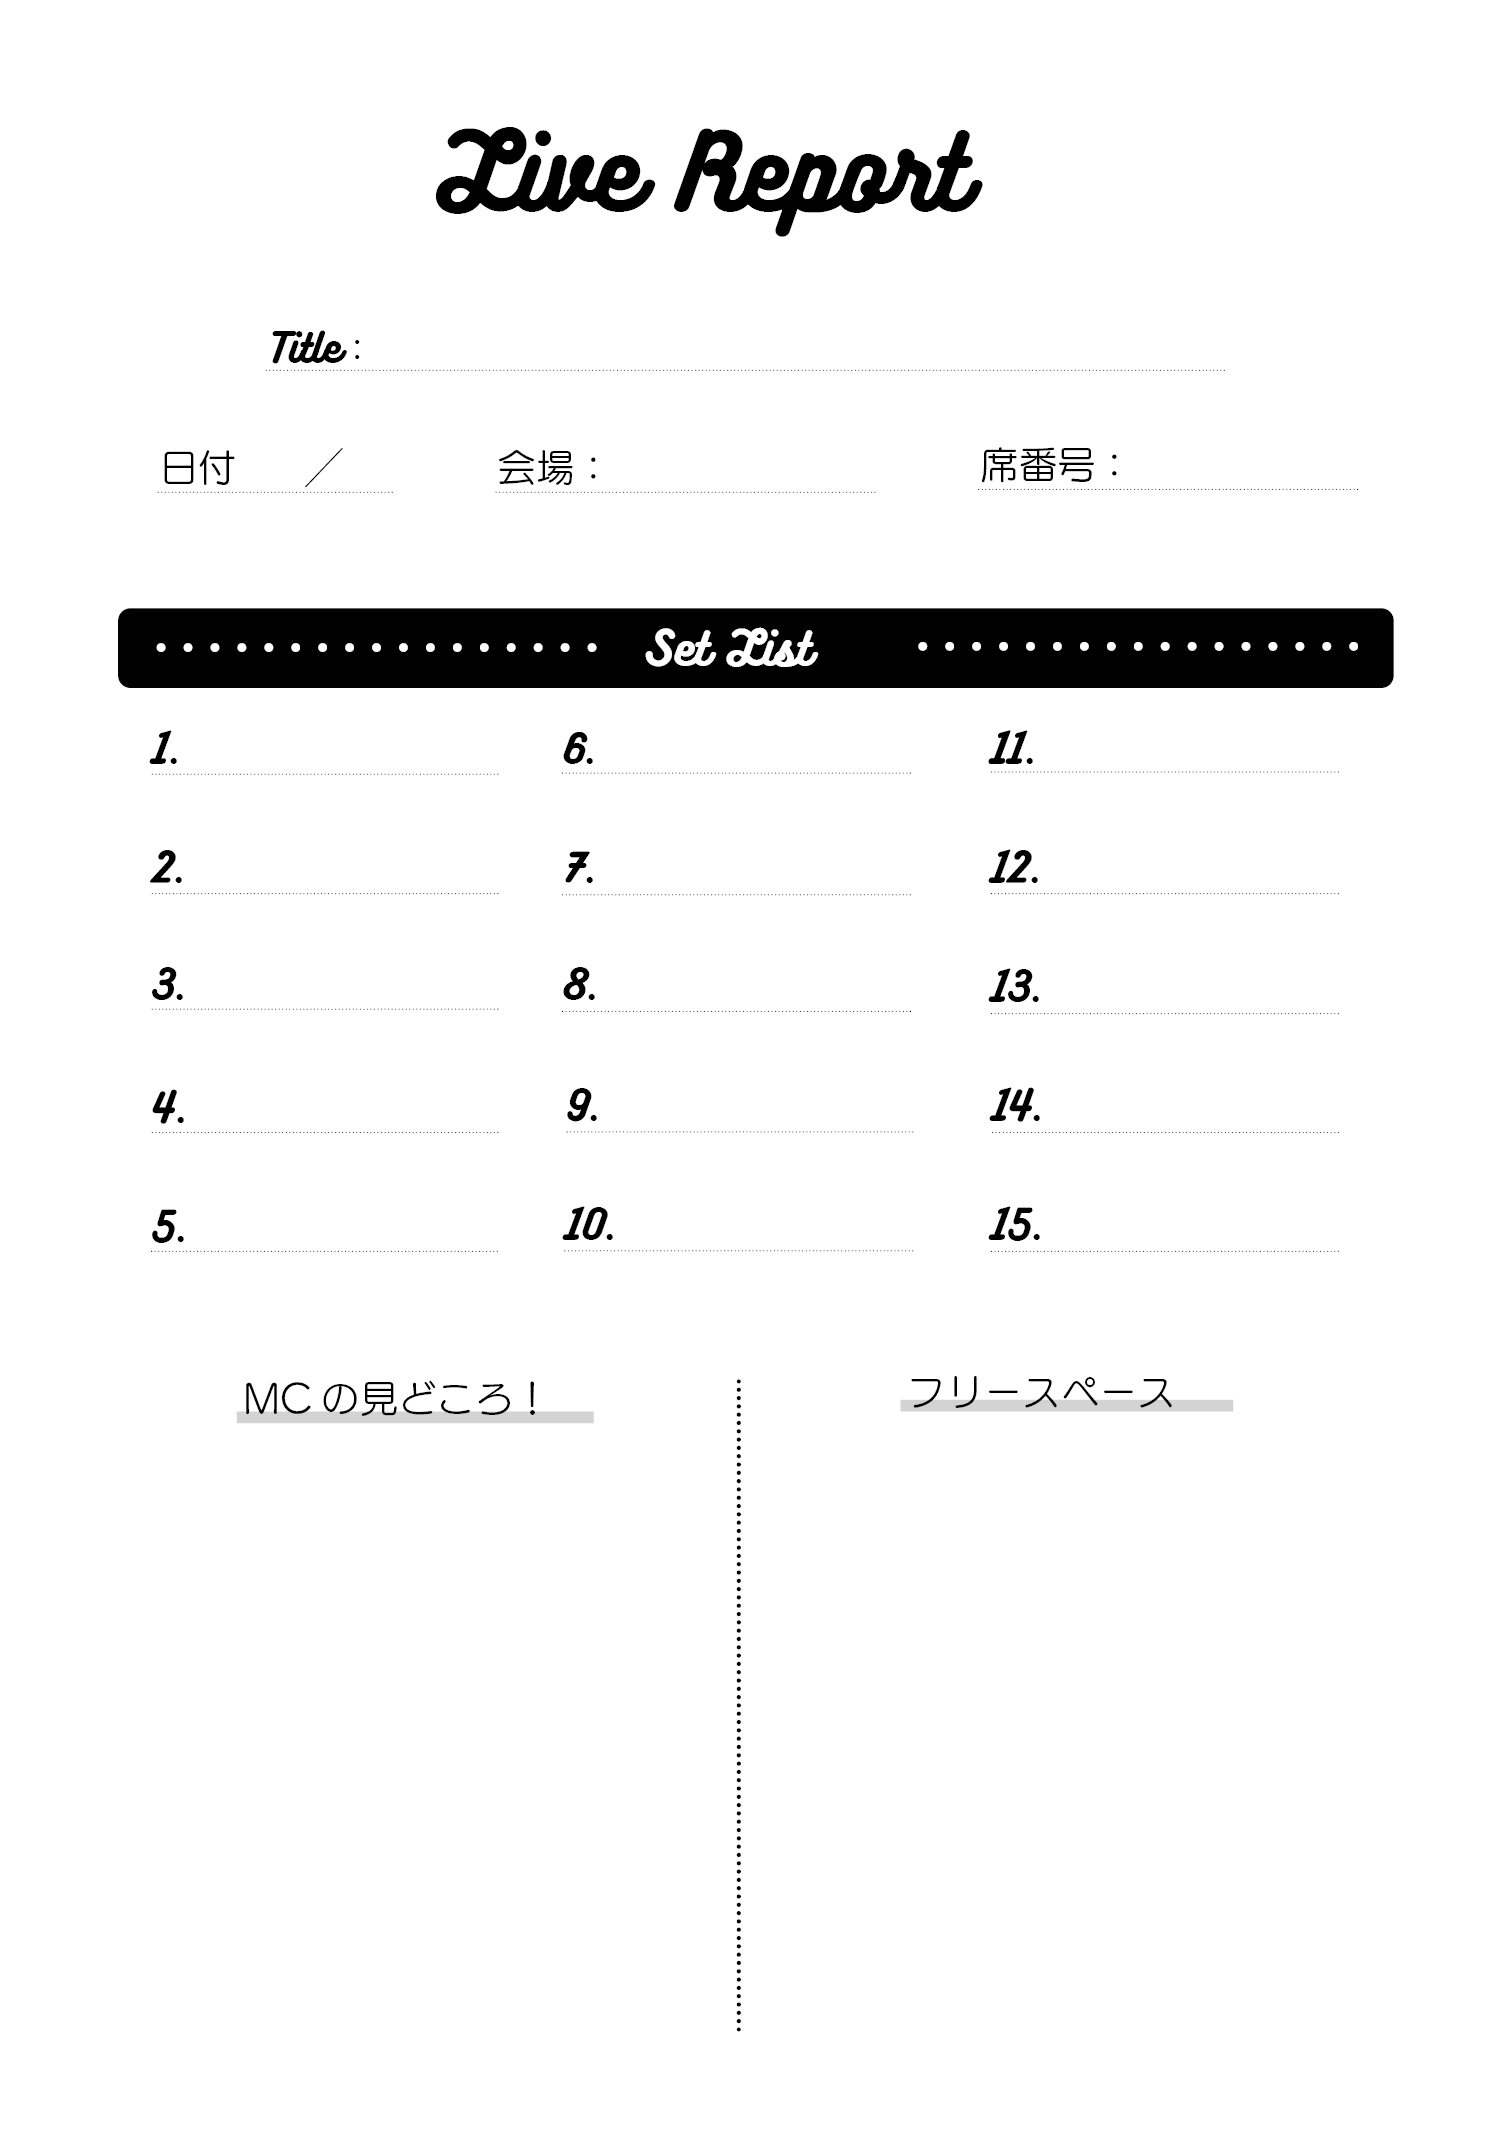 Live Report
Title :
日付　　／
会場：
席番号：
Set List
1.
2.
3.
4.
5.
6.
7.
8.
9.
10.
11.
12.
13.
14.
15.
MCの見どころ！
フリースペース